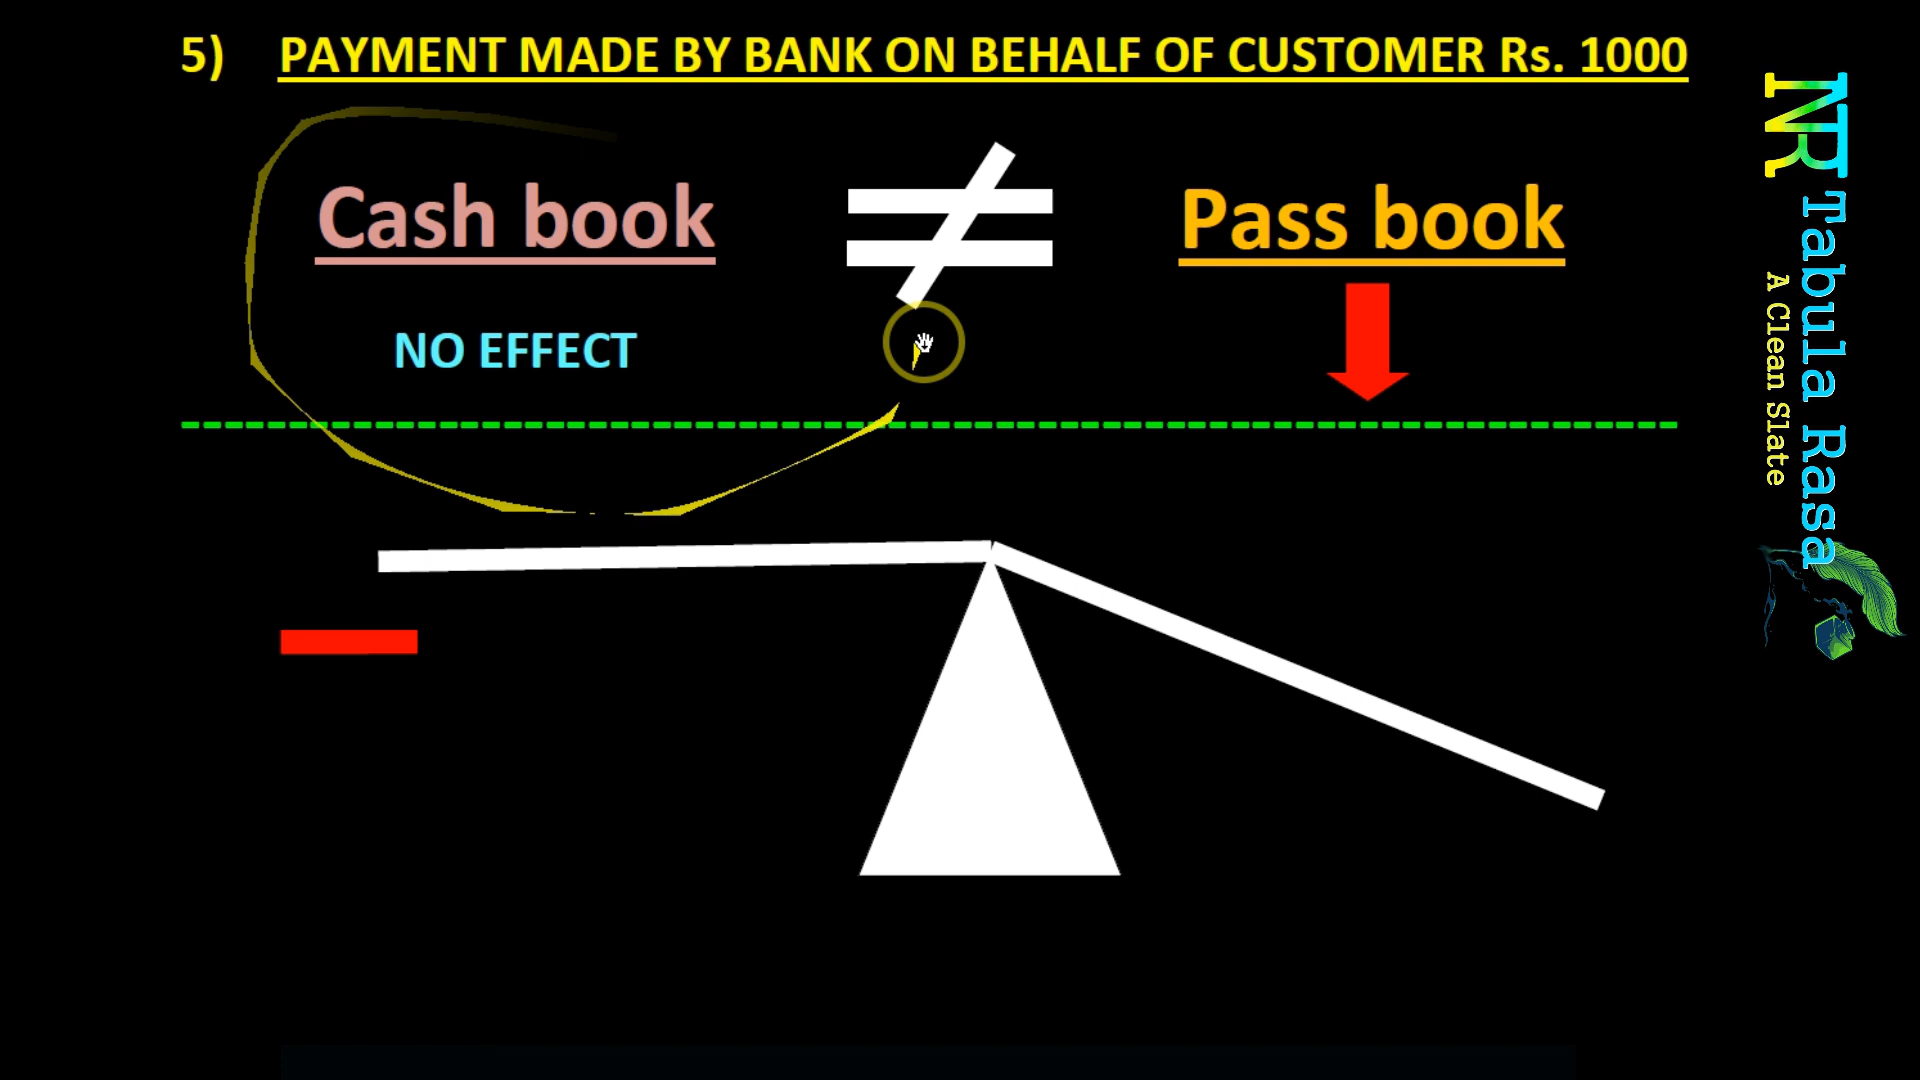 5) PAYMENT MADE BY BANK ON BEHALF OF CUSTOMER Rs. 1000
Cash book ≠ Pass book
NO EFFECT
NR
Tabula Rasa
A Clean Slate